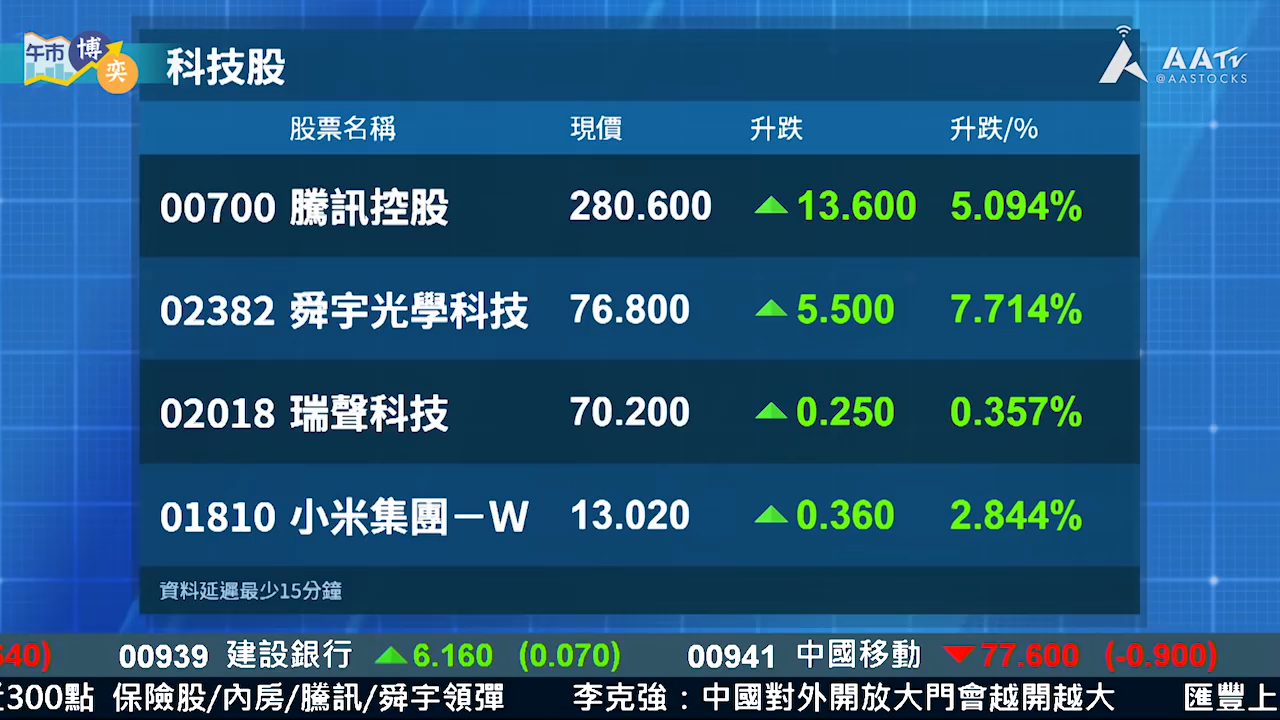 午市博奕
科技股
AATV
@AASTOCKS
股票名稱 現價 升跌 升跌/%
00700 騰訊控股 280.600 13.600 5.094%
02382 舜宇光學科技 76.800 5.500 7.714%
02018 瑞聲科技 70.200 0.250 0.357%
01810 小米集團－W 13.020 0.360 2.844%
資料延遲最少15分鐘
640) 00939 建設銀行 6.160 (0.070) 00941 中國移動 77.600 (-0.900)
300點 保險股/內房/騰訊/舜宇領彈 李克強：中國對外開放大門會越開越大 匯豐上